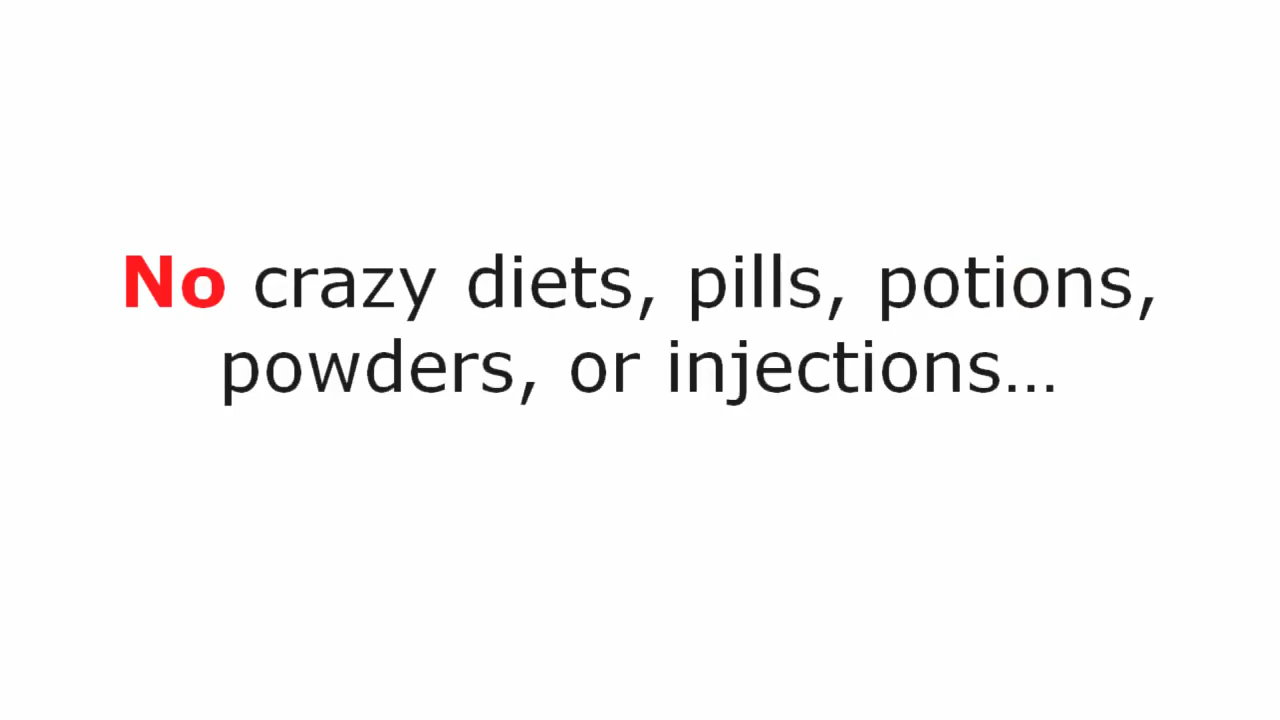 No crazy diets, pills, potions,
powders, or injections…